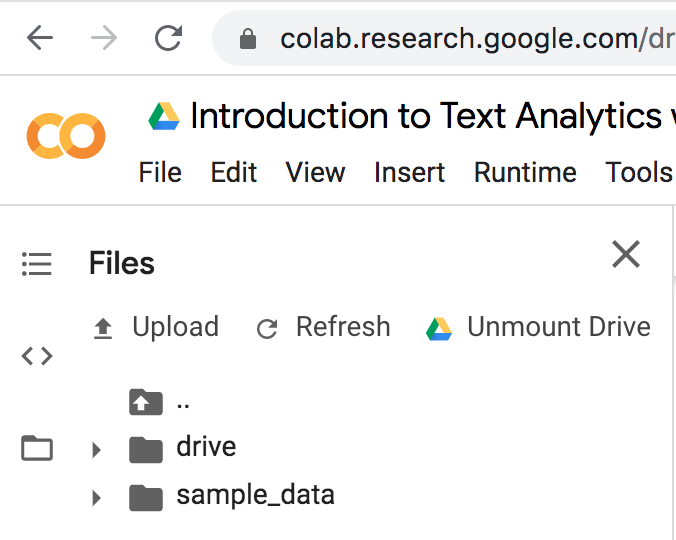 colab.research.google.com/dr
Introduction to Text Analytics
File Edit View Insert Runtime Tools
Files
Upload Refresh Unmount Drive
..
drive
sample_data